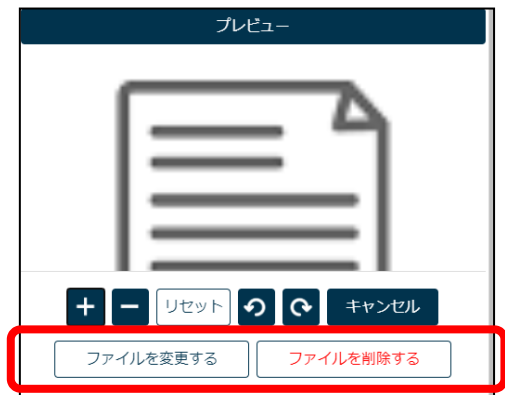 プレビュー
リセット キャンセル
ファイルを変更する ファイルを削除する